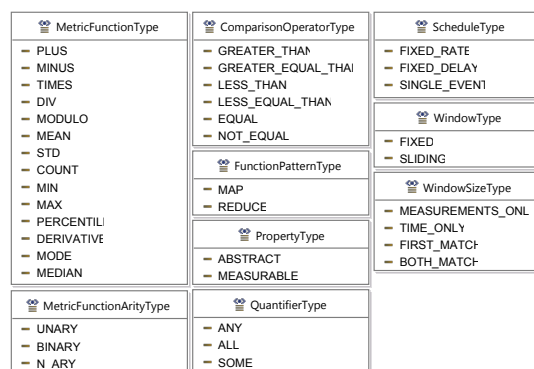 MetricFunctionType
PLUS
MINUS
TIMES
DIV
MODULO
MEAN
STD
COUNT
MIN
MAX
PERCENTIL
DERIVATIVE
MODE
MEDIAN
MetricFunctionArityType
UNARY
BINARY
N_ARY
ComparisonOperatorType
GREATER_THAN
GREATER_EQUAL_THA
LESS_THAN
LESS_EQUAL_THAN
EQUAL
NOT_EQUAL
FunctionPatternType
MAP
REDUCE
PropertyType
ABSTRACT
MEASURABLE
QuantifierType
ANY
ALL
SOME
ScheduleType
FIXED_RATE
FIXED_DELAY
SINGLE_EVENT
WindowType
FIXED
SLIDING
WindowSizeType
MEASUREMENTS_ONL
TIME_ONLY
FIRST_MATCH
BOTH_MATCH